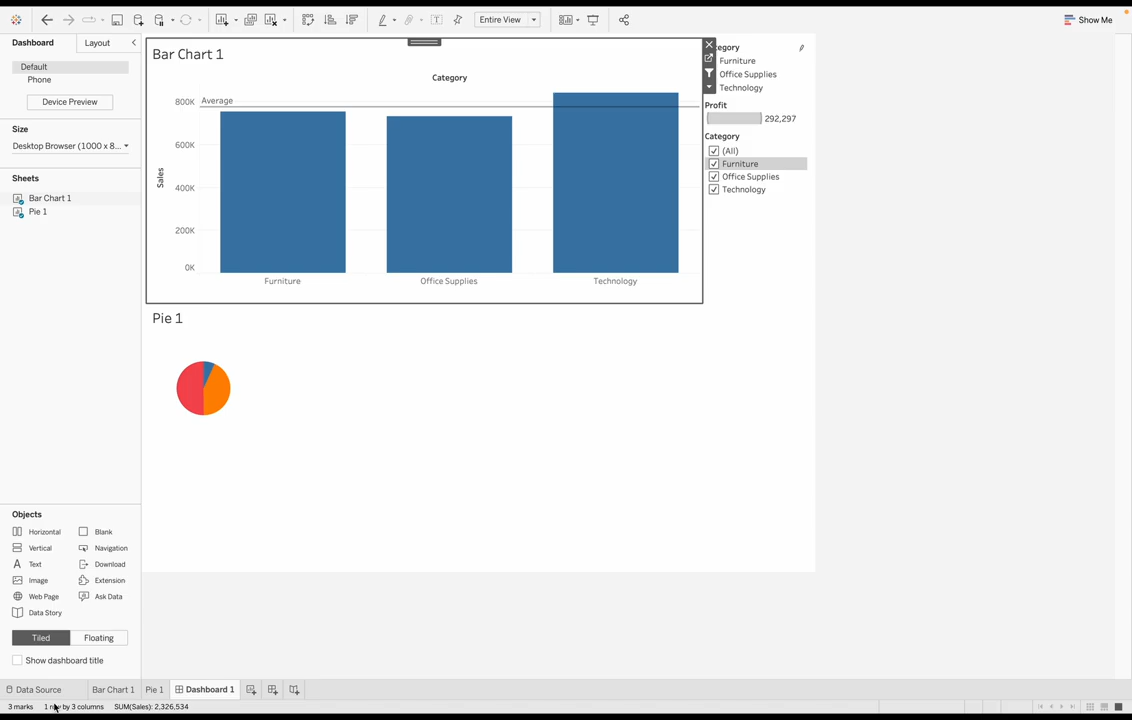 Entire View
Show Me
Dashboard
Layout
Default
Phone
Device Preview
Size
Desktop Browser (1000 x 8...
Sheets
Bar Chart 1
Pie 1
Bar Chart 1
Category
Average
800K
600K
400K
200K
0K
Sales
Furniture
Office Supplies
Technology
tegory
Furniture
Office Supplies
Technology
Profit
292,297
Category
(All)
Furniture
Office Supplies
Technology
Pie 1
Objects
Horizontal
Blank
Vertical
Navigation
A Text
Download
Image
Extension
Web Page
Ask Data
Data Story
Tiled
Floating
Show dashboard title
Data Source
Bar Chart 1
Pie 1
Dashboard 1
3 marks
1 row by 3 columns
SUM(Sales): 2,326,534